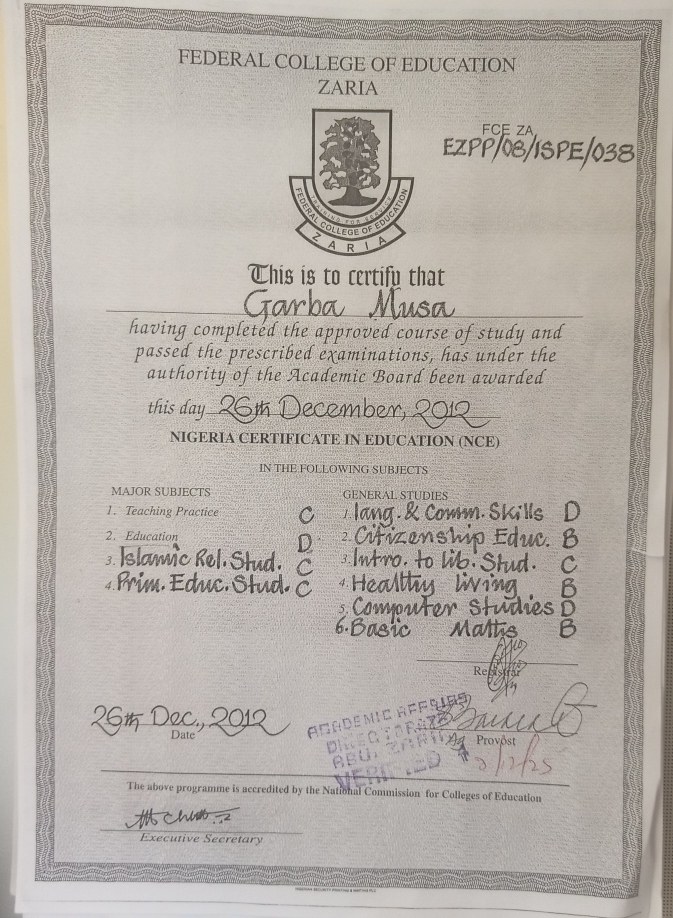 FEDERAL COLLEGE OF EDUCATION
ZARIA
FCE ZA
EZPP/08/ISPE/038
TRAINING FOR SERVICE
FEDERAL COLLEGE OF EDUCATION
ZARIA
This is to certify that
Garba Musa
having completed the approved course of study and
passed the prescribed examinations, has under the
authority of the Academic Board been awarded
this day 26th December, 2012
NIGERIA CERTIFICATE IN EDUCATION (NCE)
IN THE FOLLOWING SUBJECTS
MAJOR SUBJECTS
1. Teaching Practice C
2. Education D
3. Islamic Rel. Stud. C
4. Prim. Educ. Stud. C
GENERAL STUDIES
1. lang. & Comm. Skills D
2. Citizenship Educ. B
3. Intro. to lib. Stud. C
4. Healthy living B
5. Computer Studies D
6. Basic Maths B
Registrar
26th Dec., 2012
Date
ACADEMIC AFFAIRS
DIRECTORATE
ABU, ZARIA
VERIFIED
Provost
The above programme is accredited by the National Commission for Colleges of Education
Executive Secretary